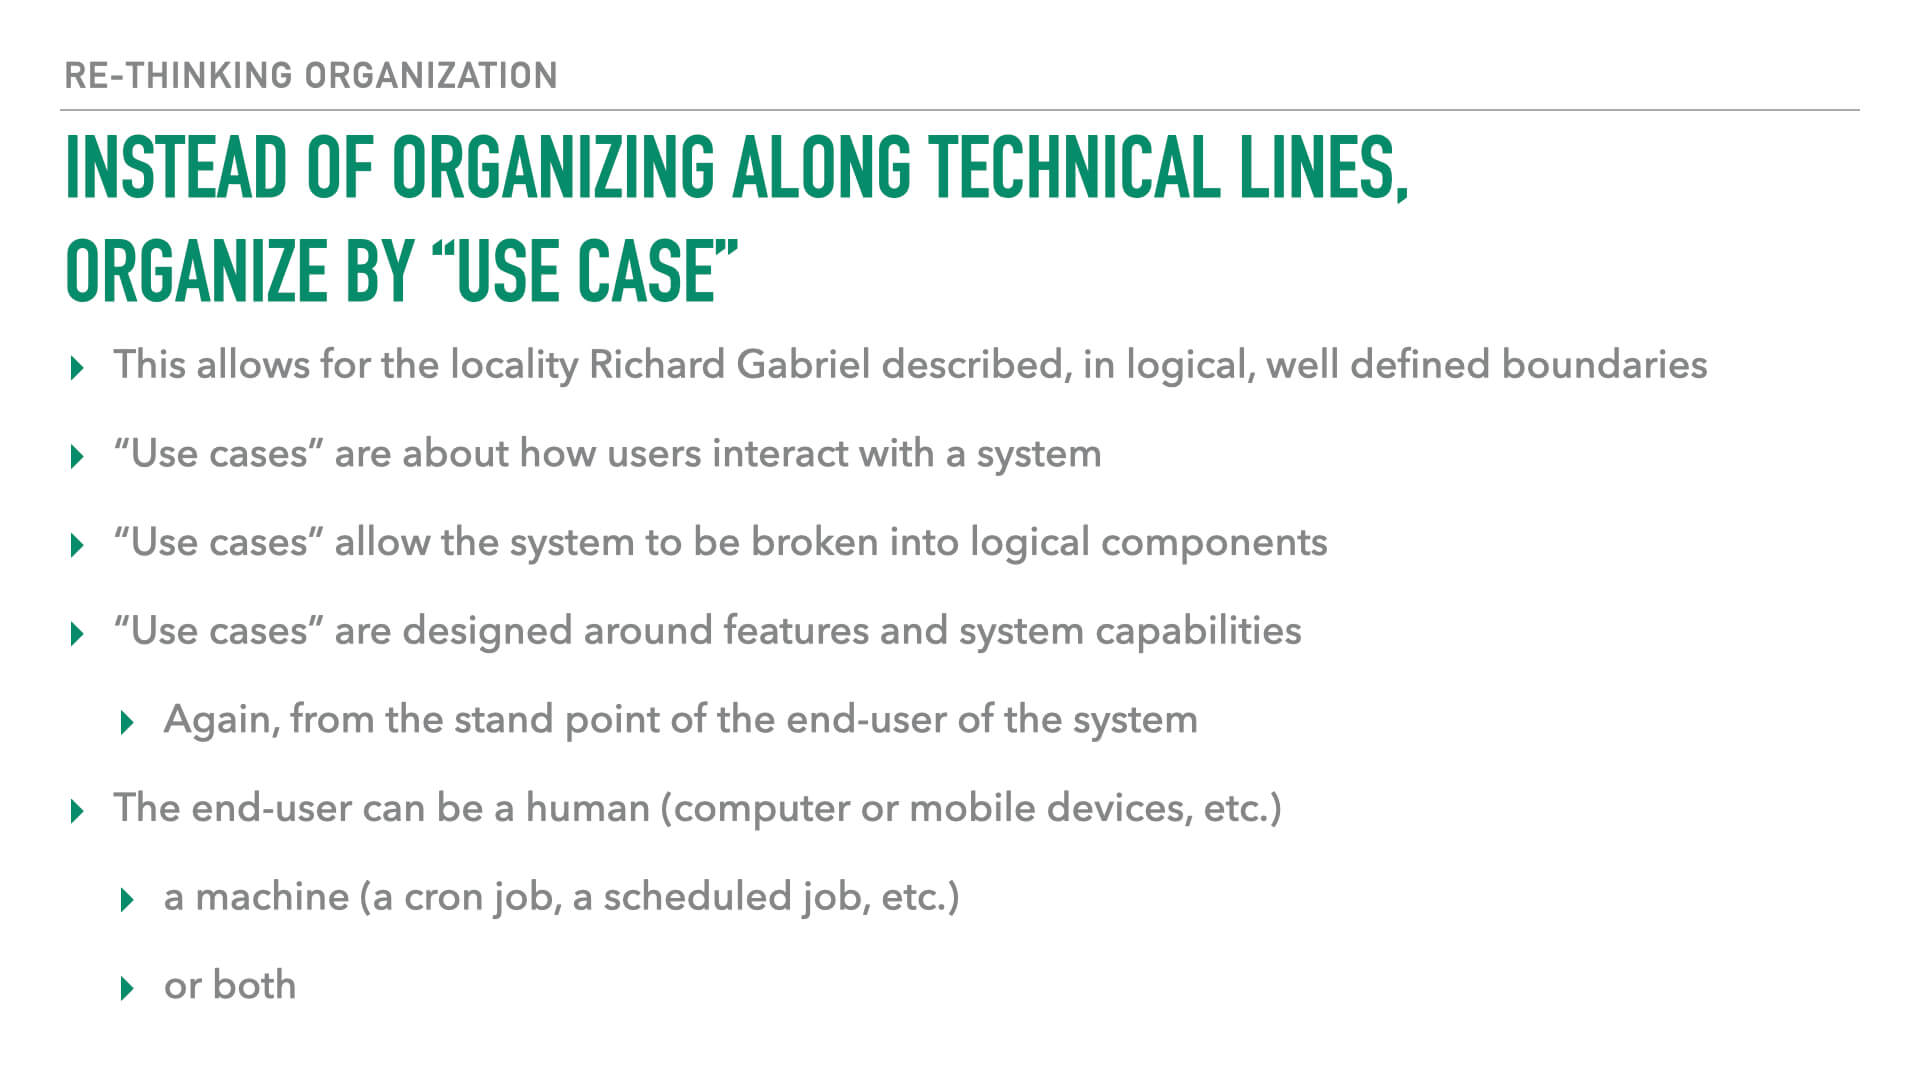 RE-THINKING ORGANIZATION
INSTEAD OF ORGANIZING ALONG TECHNICAL LINES,
ORGANIZE BY “USE CASE”
This allows for the locality Richard Gabriel described, in logical, well defined boundaries
“Use cases” are about how users interact with a system
“Use cases” allow the system to be broken into logical components
“Use cases” are designed around features and system capabilities
Again, from the stand point of the end-user of the system
The end-user can be a human (computer or mobile devices, etc.)
a machine (a cron job, a scheduled job, etc.)
or both